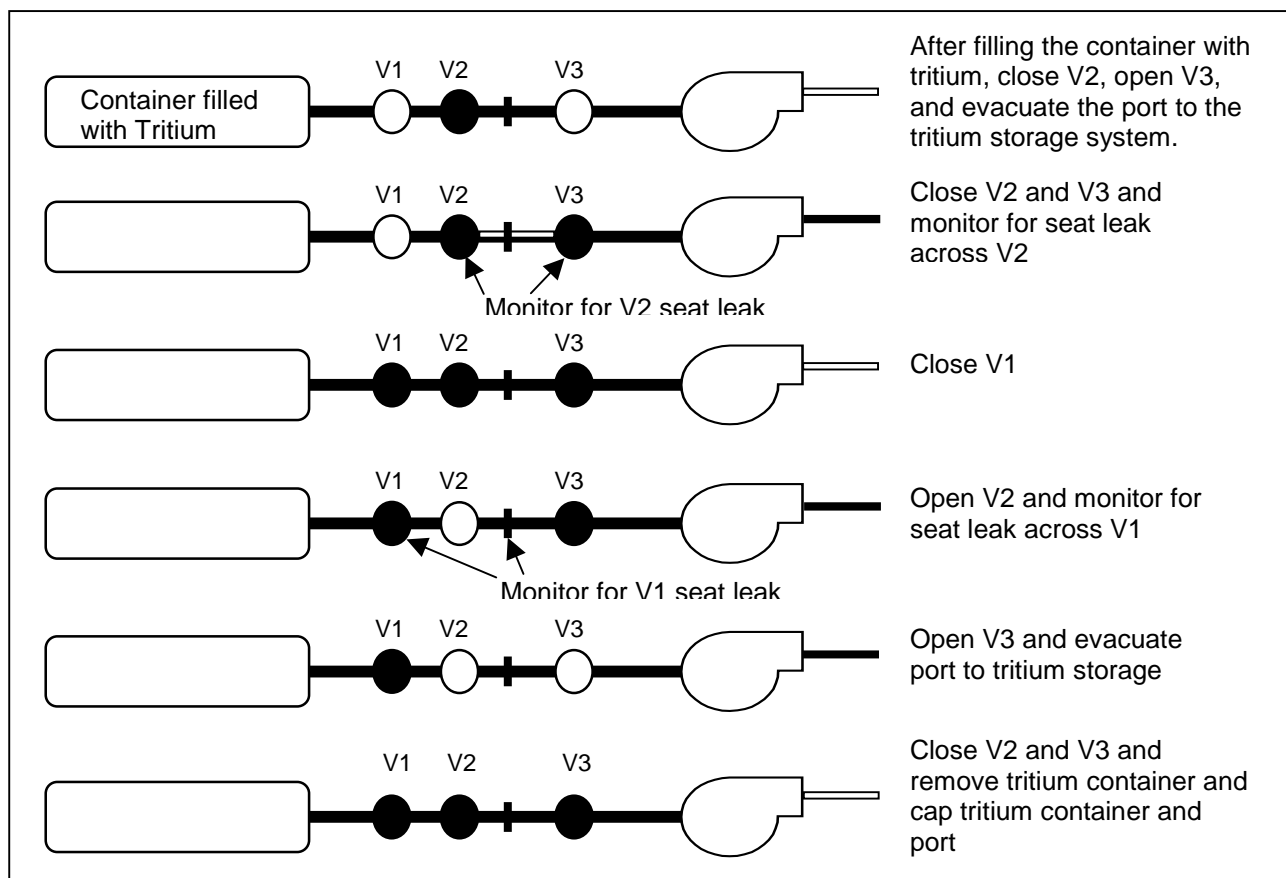 V1 V2 V3
Container filled
with Tritium
After filling the container with
tritium, close V2, open V3,
and evacuate the port to the
tritium storage system.
V1 V2 V3
Close V2 and V3 and
monitor for seat leak
across V2
Monitor for V2 seat leak
V1 V2 V3
Close V1
V1 V2 V3
Open V2 and monitor for
seat leak across V1
Monitor for V1 seat leak
V1 V2 V3
Open V3 and evacuate
port to tritium storage
V1 V2 V3
Close V2 and V3 and
remove tritium container and
cap tritium container and
port